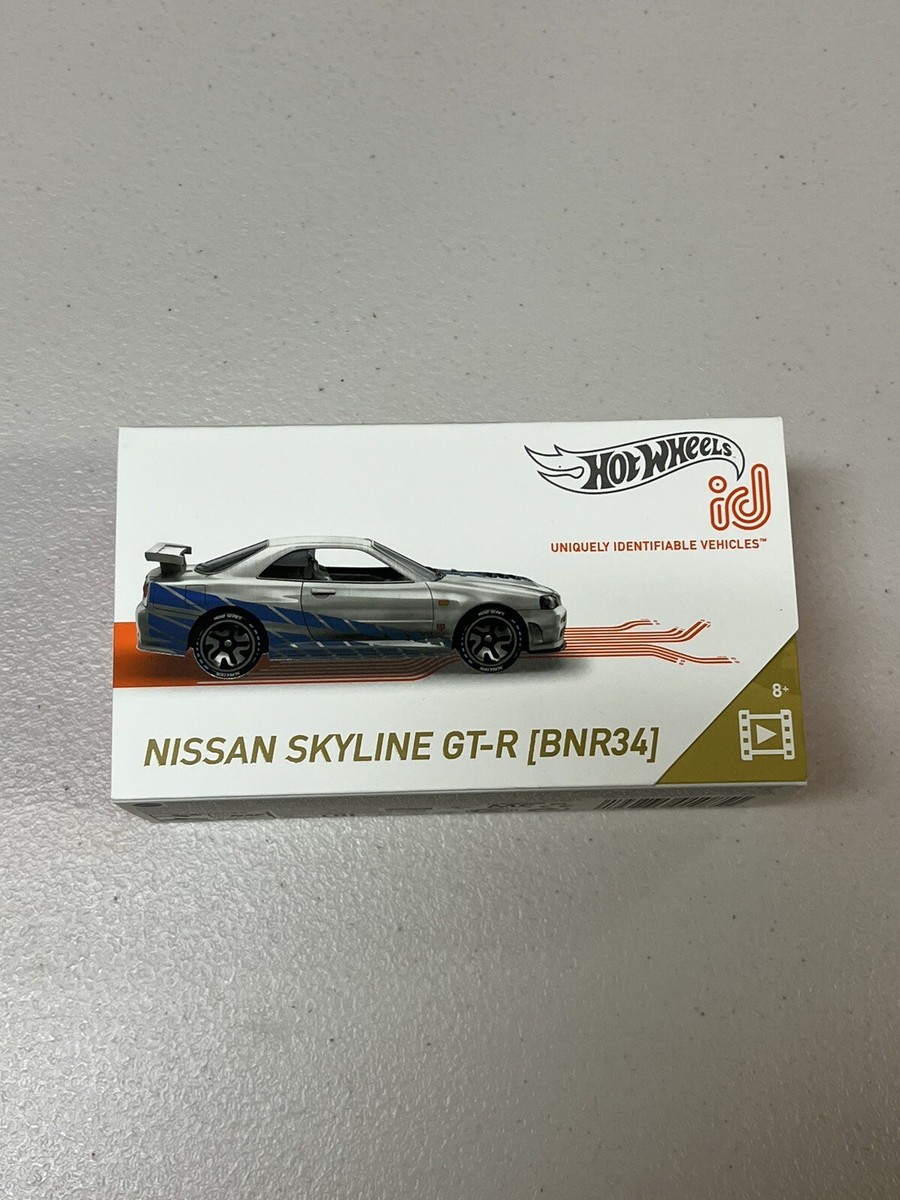 HOT WHEELS
id
UNIQUELY IDENTIFIABLE VEHICLES™
8+
NISSAN SKYLINE GT-R [BNR34]